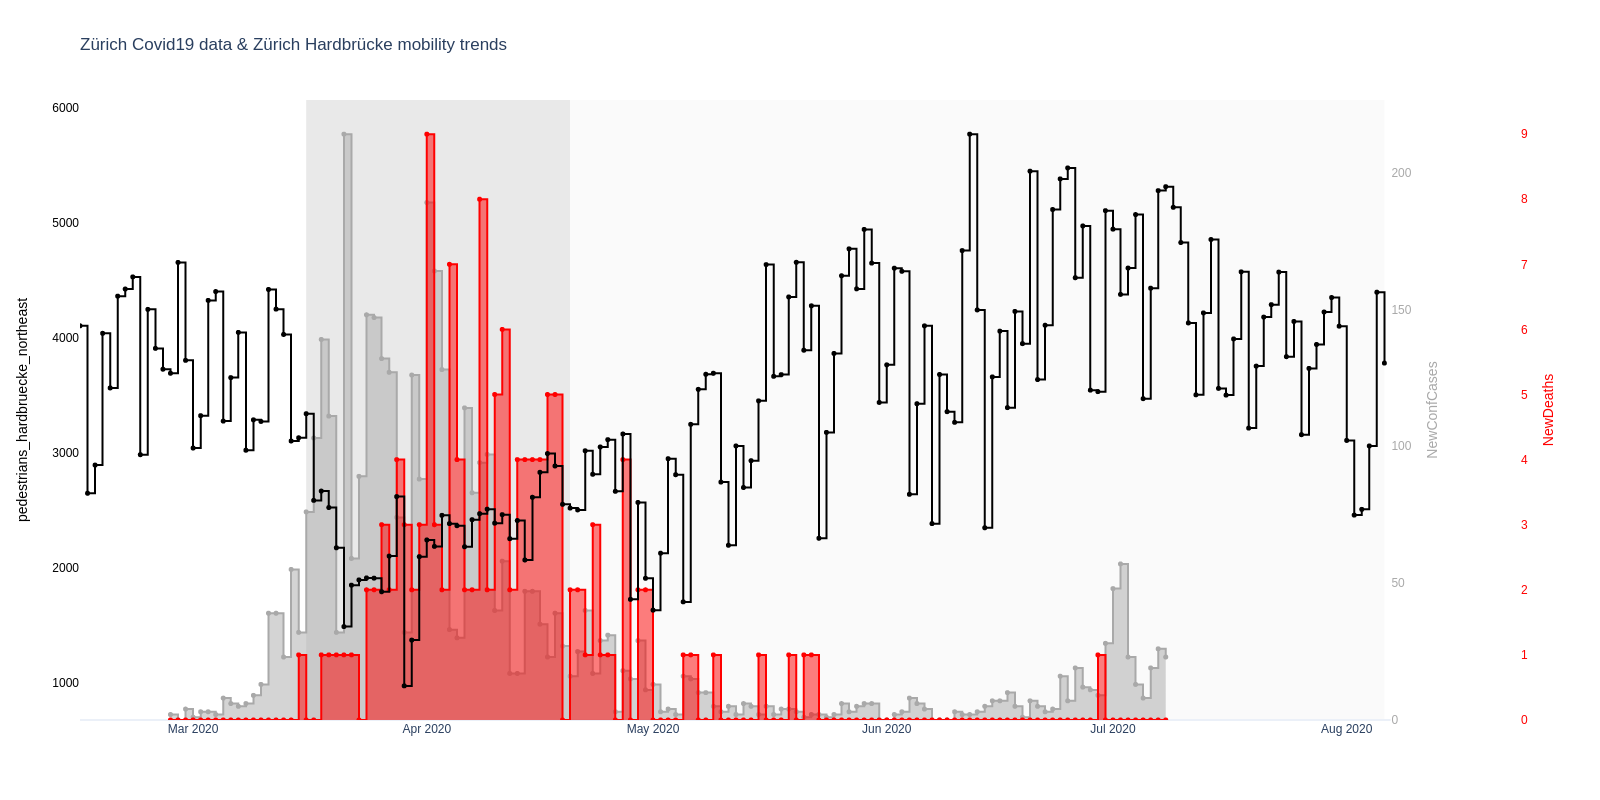 Zürich Covid19 data & Zürich Hardbrücke mobility trends
6000
5000
4000
3000
2000
1000
pedestrians_hardbruecke_northeast
Mar 2020
Apr 2020
May 2020
Jun 2020
Jul 2020
Aug 2020
200
150
100
50
0
NewConfCases
9
8
7
6
5
4
3
2
1
0
NewDeaths